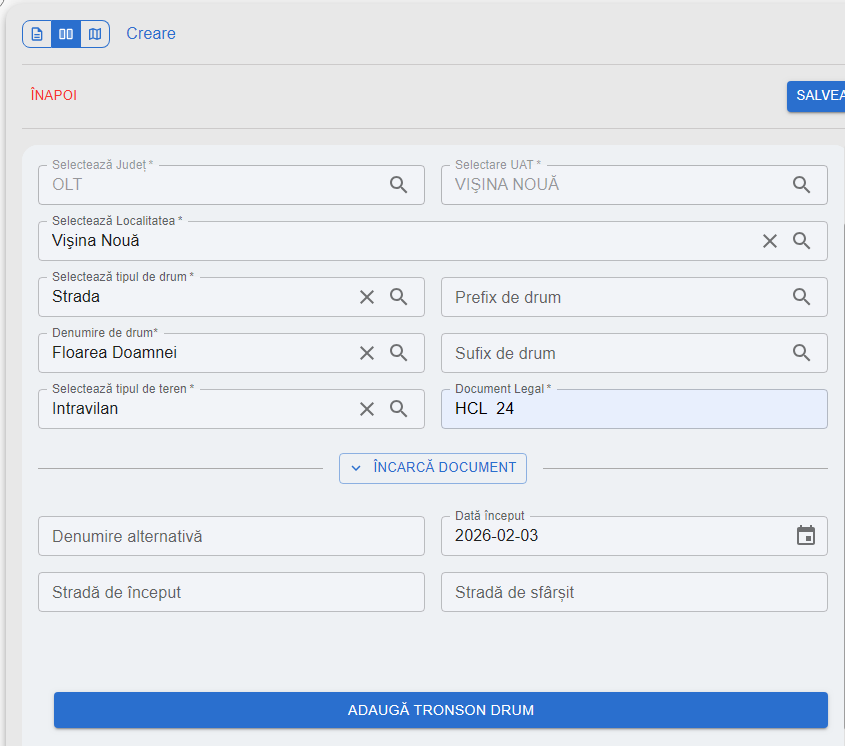 Creare
ÎNAPOI
SALVEA
Selectează Județ *
OLT
Selectare UAT *
VIŞINA NOUĂ
Selectează Localitatea *
Vişina Nouă
Selectează tipul de drum *
Strada
Prefix de drum
Denumire de drum*
Floarea Doamnei
Sufix de drum
Selectează tipul de teren *
Intravilan
Document Legal *
HCL  24
ÎNCARCĂ DOCUMENT
Denumire alternativă
Dată început
2026-02-03
Stradă de început
Stradă de sfârșit
ADAUGĂ TRONSON DRUM